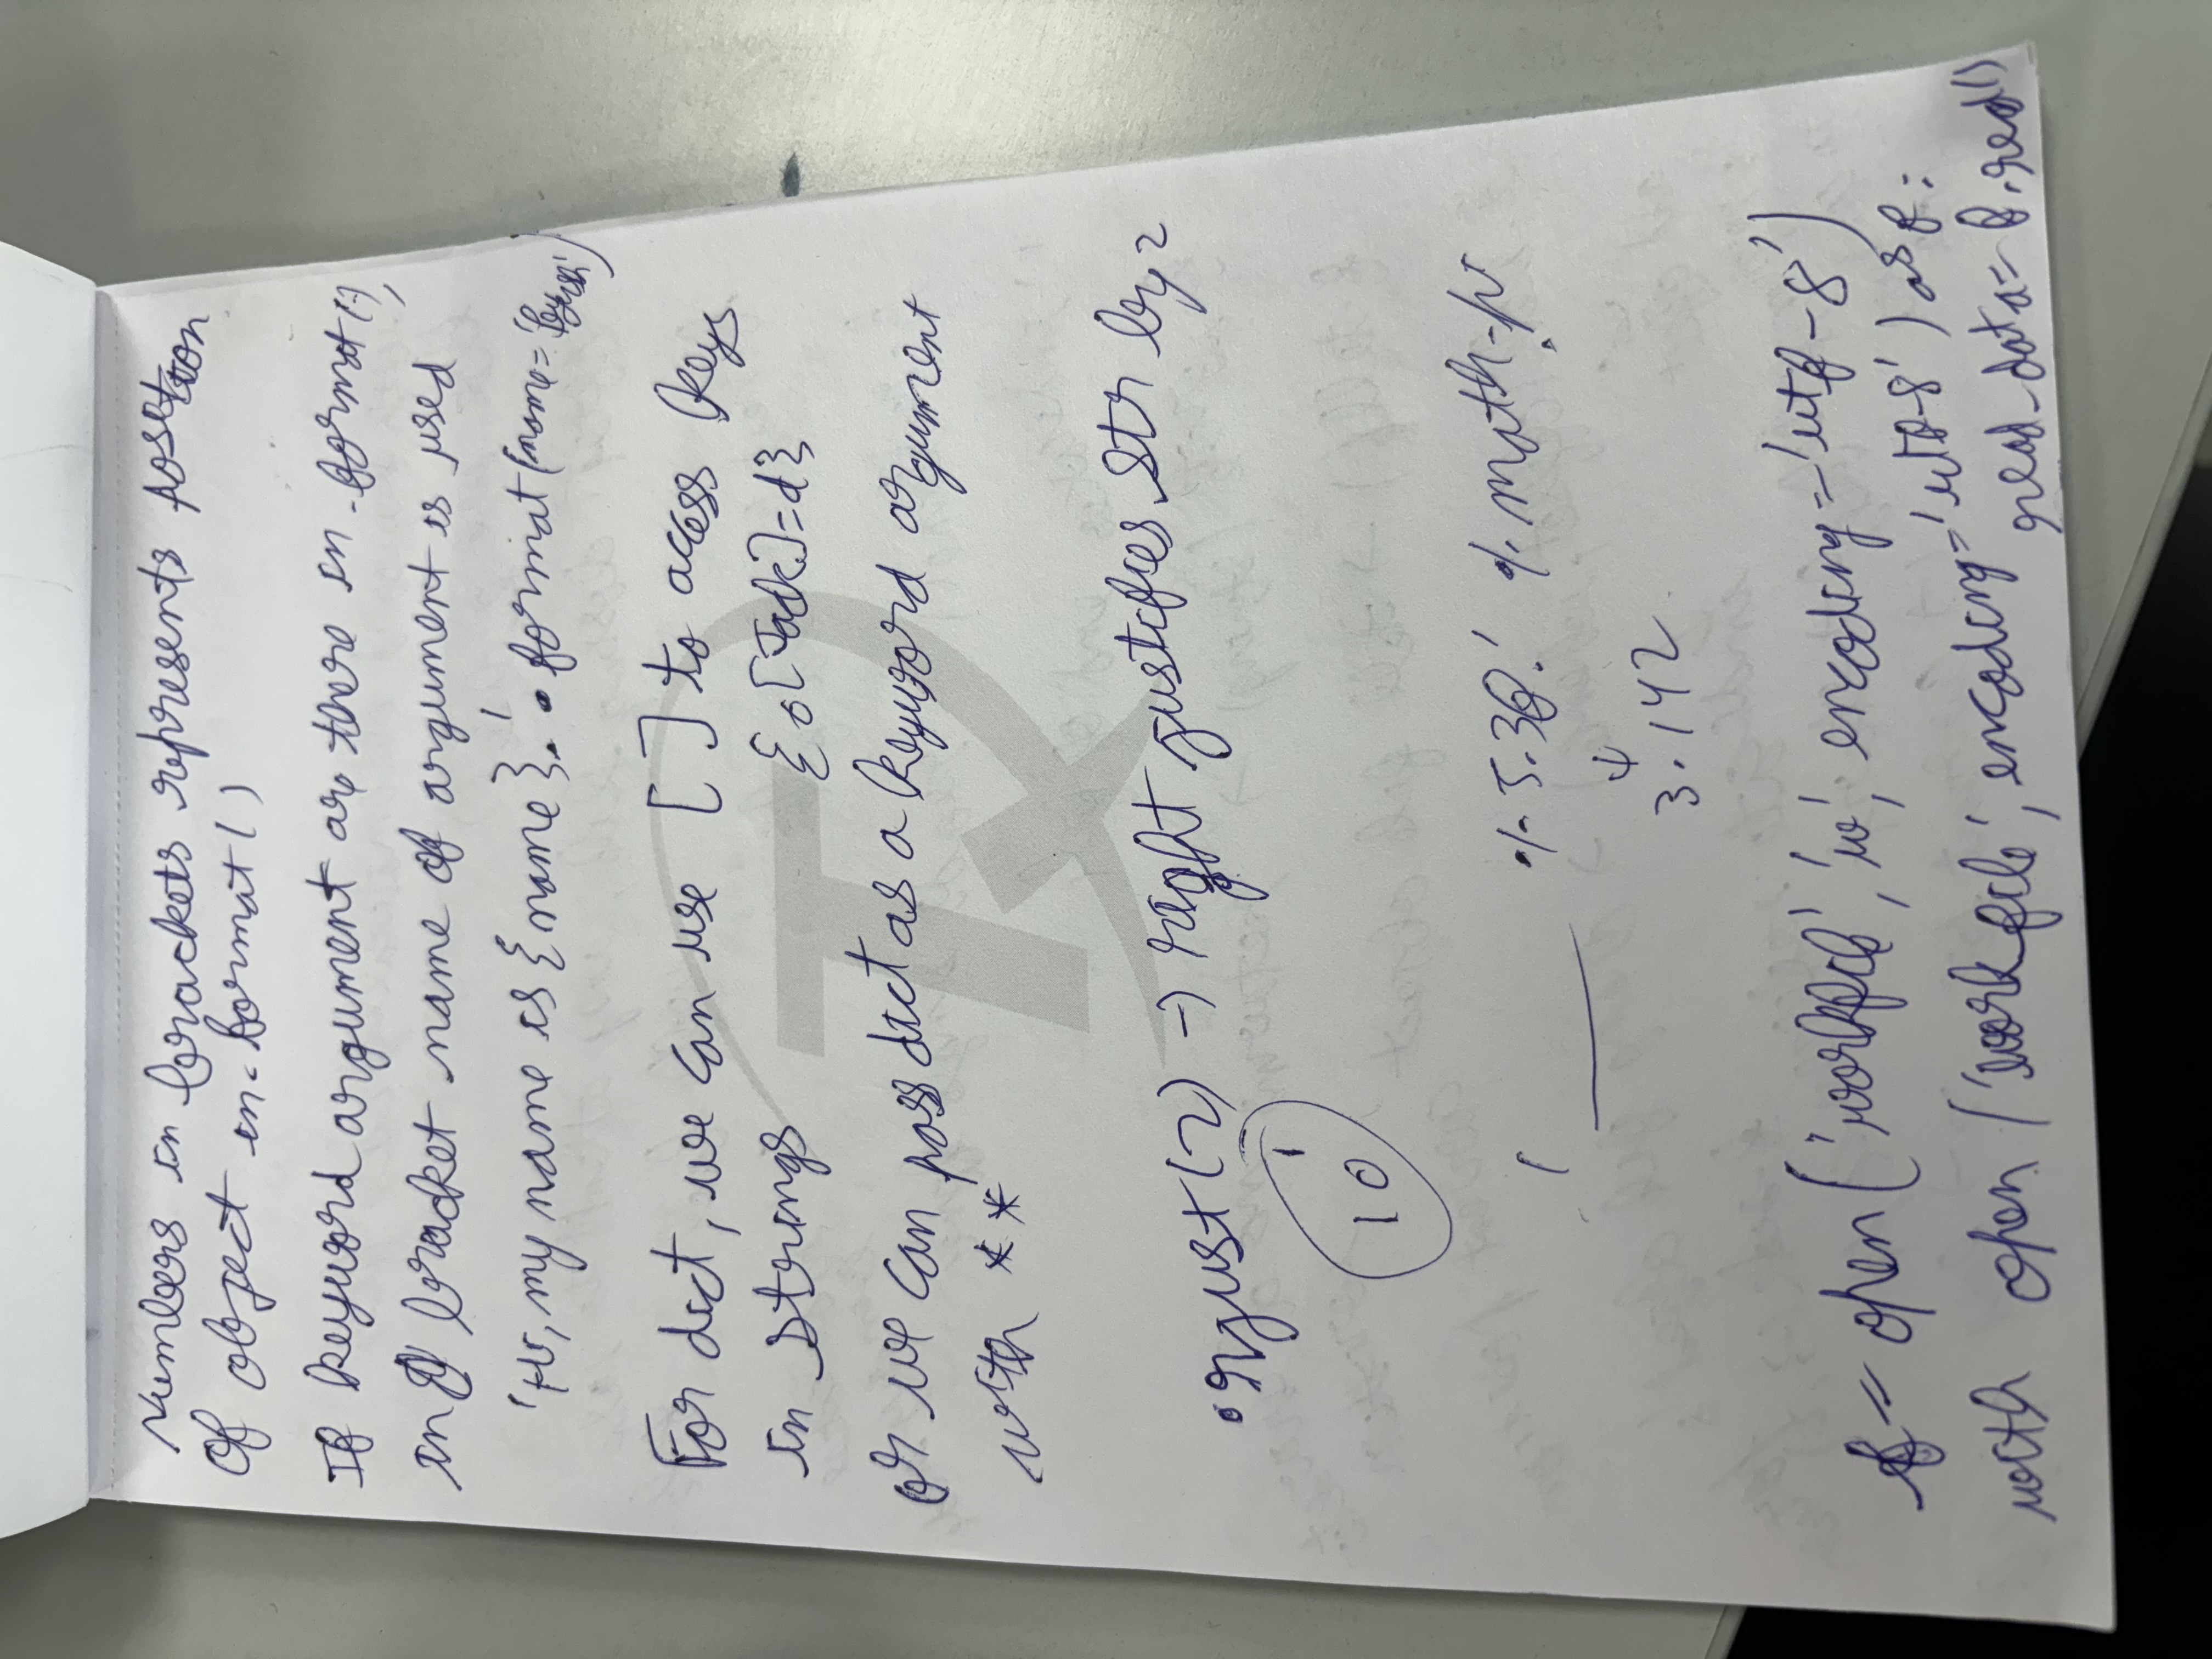 Numbers in brackets represents position
of object in .format()
If keyword argument are there in .format(),
in bracket name of argument is used
'Hi, my name is {name}.'.format(name='Piyush')
For dict, we can use [ ] to access keys
in strings {0[Jack]=d}
or we can pass dict as a keyword argument
with **
.rjust(2) → right justifies str by 2
1
10
' ____ %5.3f.' % math.pi
↓
3.142
f = open('workfile', 'w', encoding='utf-8')
with open('workfile', encoding='utf-8') as f:
read_data = f.read()
TX